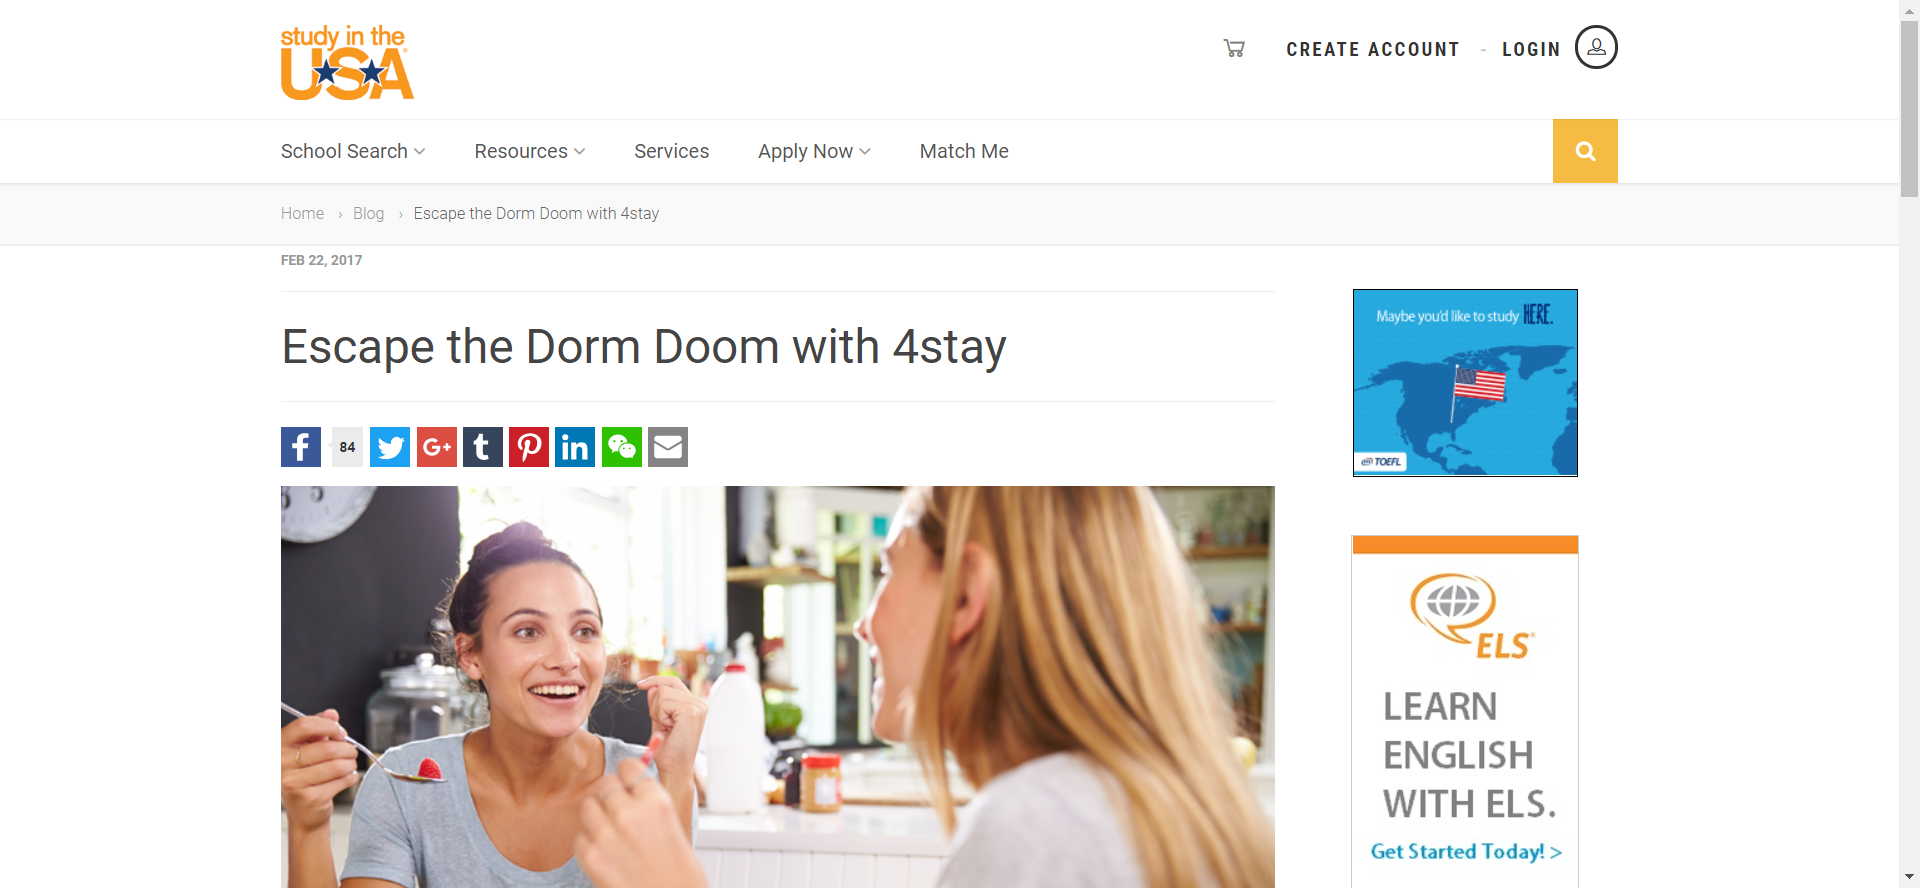 study in the
USA
CREATE ACCOUNT - LOGIN
School Search
Resources
Services
Apply Now
Match Me
Home › Blog › Escape the Dorm Doom with 4stay
FEB 22, 2017
Escape the Dorm Doom with 4stay
84
Maybe you'd like to study HERE.
TOEFL
ELS
LEARN
ENGLISH
WITH ELS.
Get Started Today! >